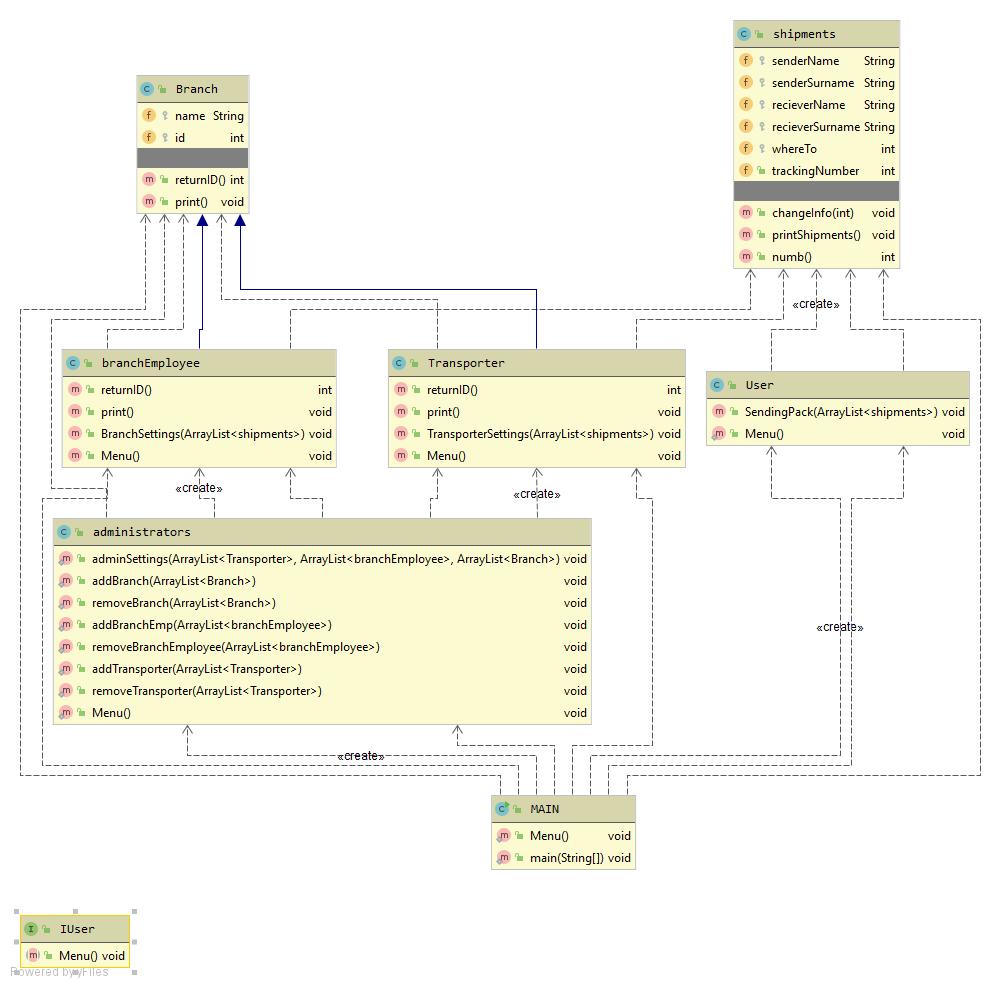 shipments
senderName String
senderSurname String
recieverName String
recieverSurname String
whereTo int
trackingNumber int
changeInfo(int) void
printShipments() void
numb() int
Branch
name String
id int
returnID() int
print() void
«create»
branchEmployee
returnID() int
print() void
BranchSettings(ArrayList<shipments>) void
Menu() void
Transporter
returnID() int
print() void
TransporterSettings(ArrayList<shipments>) void
Menu() void
User
SendingPack(ArrayList<shipments>) void
Menu() void
«create»
«create»
administrators
adminSettings(ArrayList<Transporter>, ArrayList<branchEmployee>, ArrayList<Branch>) void
addBranch(ArrayList<Branch>) void
removeBranch(ArrayList<Branch>) void
addBranchEmp(ArrayList<branchEmployee>) void
removeBranchEmployee(ArrayList<branchEmployee>) void
addTransporter(ArrayList<Transporter>) void
removeTransporter(ArrayList<Transporter>) void
Menu() void
«create»
«create»
MAIN
Menu() void
main(String[]) void
IUser
Menu() void
Powered by yFiles